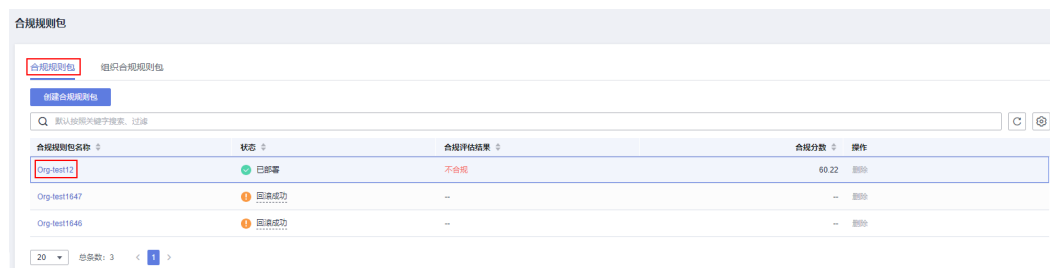 合规规则包
合规规则包 组织合规规则包
创建合规规则包
默认按照关键字搜索、过滤
合规规则包名称 状态 合规评估结果 合规分数 操作
Org-test12 已部署 不合规 60.22 删除
Org-test1647 回滚成功 -- -- 删除
Org-test1646 回滚成功 -- -- 删除
20 总条数: 3 < 1 >